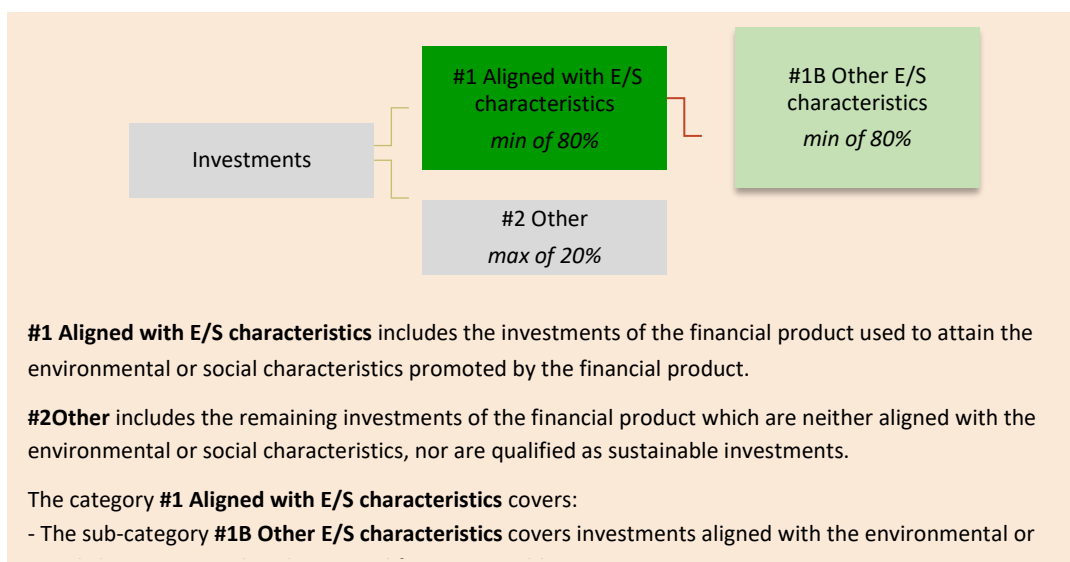 #1 Aligned with E/S
characteristics
min of 80%
#1B Other E/S
characteristics
min of 80%
Investments
#2 Other
max of 20%
#1 Aligned with E/S characteristics includes the investments of the financial product used to attain the
environmental or social characteristics promoted by the financial product.
#2Other includes the remaining investments of the financial product which are neither aligned with the
environmental or social characteristics, nor are qualified as sustainable investments.
The category #1 Aligned with E/S characteristics covers:
- The sub-category #1B Other E/S characteristics covers investments aligned with the environmental or